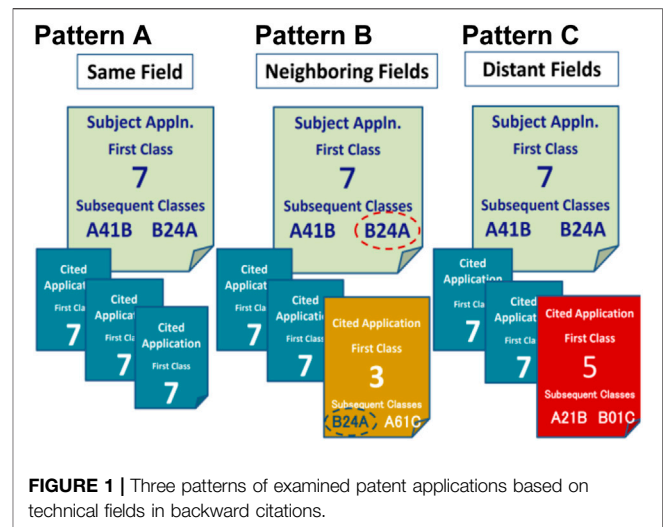 Pattern A
Same Field
Subject Appln.
First Class
7
Subsequent Classes
A41B B24A
Cited
Applicat
First Cla
7
Cited
Application
First Cla
7
Cited
Application
First Class
7
Pattern B
Neighboring Fields
Subject Appln.
First Class
7
Subsequent Classes
A41B B24A
Cited
Application
First Cla
7
Cited
Application
First Cla
7
Cited Application
First Class
3
Subsequent Classes
B24A A61C
Pattern C
Distant Fields
Subject Appln.
First Class
7
Subsequent Classes
A41B B24A
Cited
Application
First Cla
7
Cited
Application
First Cla
7
Cited Application
First Class
5
Subsequent Classes
A21B B01C
FIGURE 1 | Three patterns of examined patent applications based on
technical fields in backward citations.